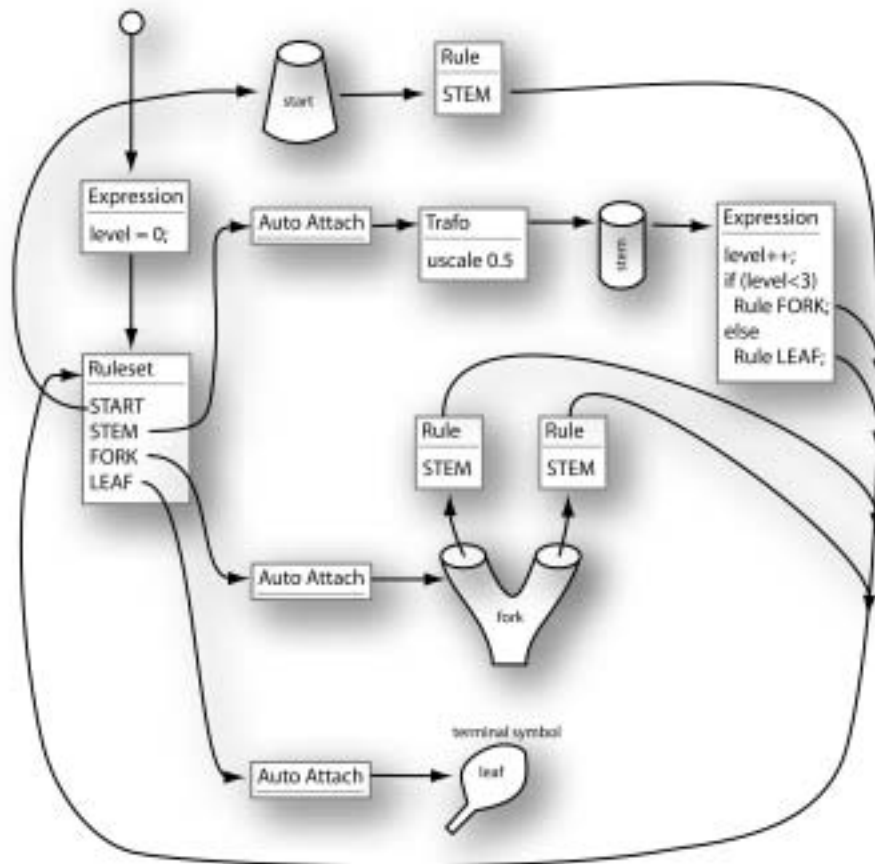 start
Rule
STEM
Expression
level = 0;
Auto Attach
Trafo
uscale 0.5
stem
Expression
level++;
if (level<3)
Rule FORK;
else
Rule LEAF;
Ruleset
START
STEM
FORK
LEAF
Rule
STEM
Rule
STEM
Auto Attach
fork
terminal symbol
Auto Attach
leaf